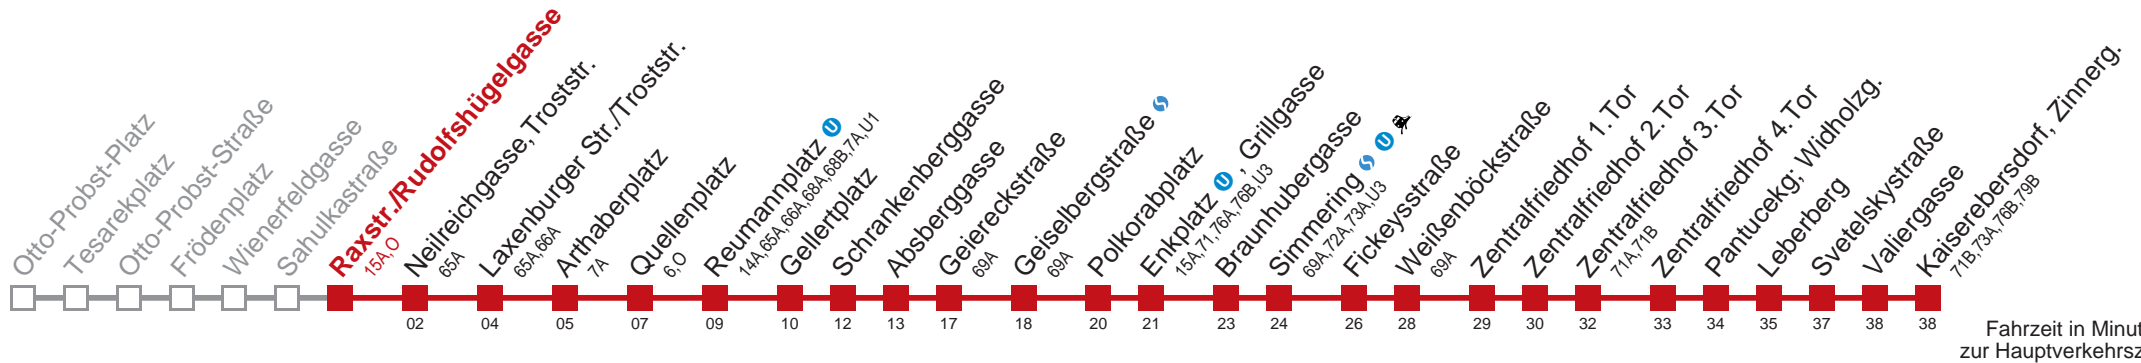 Otto-Probst-Platz
Tesarekplatz
Otto-Probst-Straße
Frödenplatz
Wienerfeldgasse
Sahulkastraße
Raxstr./Rudolfshügelgasse
15A,O
Neilreichgasse, Troststr.
65A
Laxenburger Str./Troststr.
65A,66A
Arthaberplatz
7A
Quellenplatz
6,O
Reumannplatz U
14A,65A,66A,68A,68B,7A,U1
Gellertplatz
Schrankenberggasse
Absberggasse
Geiereckstraße
69A
Geiselbergstraße
69A
Polkorabplatz
Enkplatz U , Grillgasse
15A,71,76A,76B,U3
Braunhubergasse
Simmering U
69A,72A,73A,U3
Fickeysstraße
Weißenböckstraße
69A
Zentralfriedhof 1.Tor
Zentralfriedhof 2.Tor
Zentralfriedhof 3.Tor
71A,71B
Zentralfriedhof 4.Tor
Pantucekg; Widholzg.
Leberberg
Svetelskystraße
Valiergasse
Kaiserebersdorf, Zinnerg.
71B,73A,76B,79B
02 04 05 07 09 10 12 13 17 18 20 21 23 24 26 28 29 30 32 33 34 35 37 38 38
Fahrzeit in Minut
zur Hauptverkehrsz